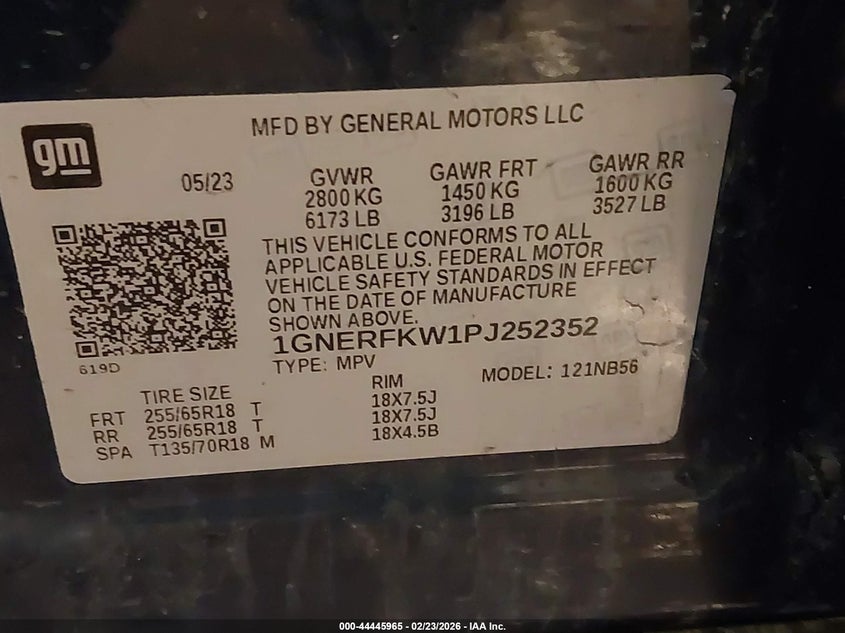 gm
MFD BY GENERAL MOTORS LLC
05/23
GVWR
2800 KG
6173 LB
GAWR FRT
1450 KG
3196 LB
GAWR RR
1600 KG
3527 LB
THIS VEHICLE CONFORMS TO ALL
APPLICABLE U.S. FEDERAL MOTOR
VEHICLE SAFETY STANDARDS IN EFFECT
ON THE DATE OF MANUFACTURE
SHOWN ABOVE.
1GNERFKW1PJ252352
619D
TYPE: MPV
MODEL: 121NB56
TIRE SIZE RIM
FRT 255/65R18 T 18X7.5J
RR 255/65R18 T 18X7.5J
SPA T135/70R18 M 18X4.5B
000-44445965 - 02/23/2026 - IAA Inc.